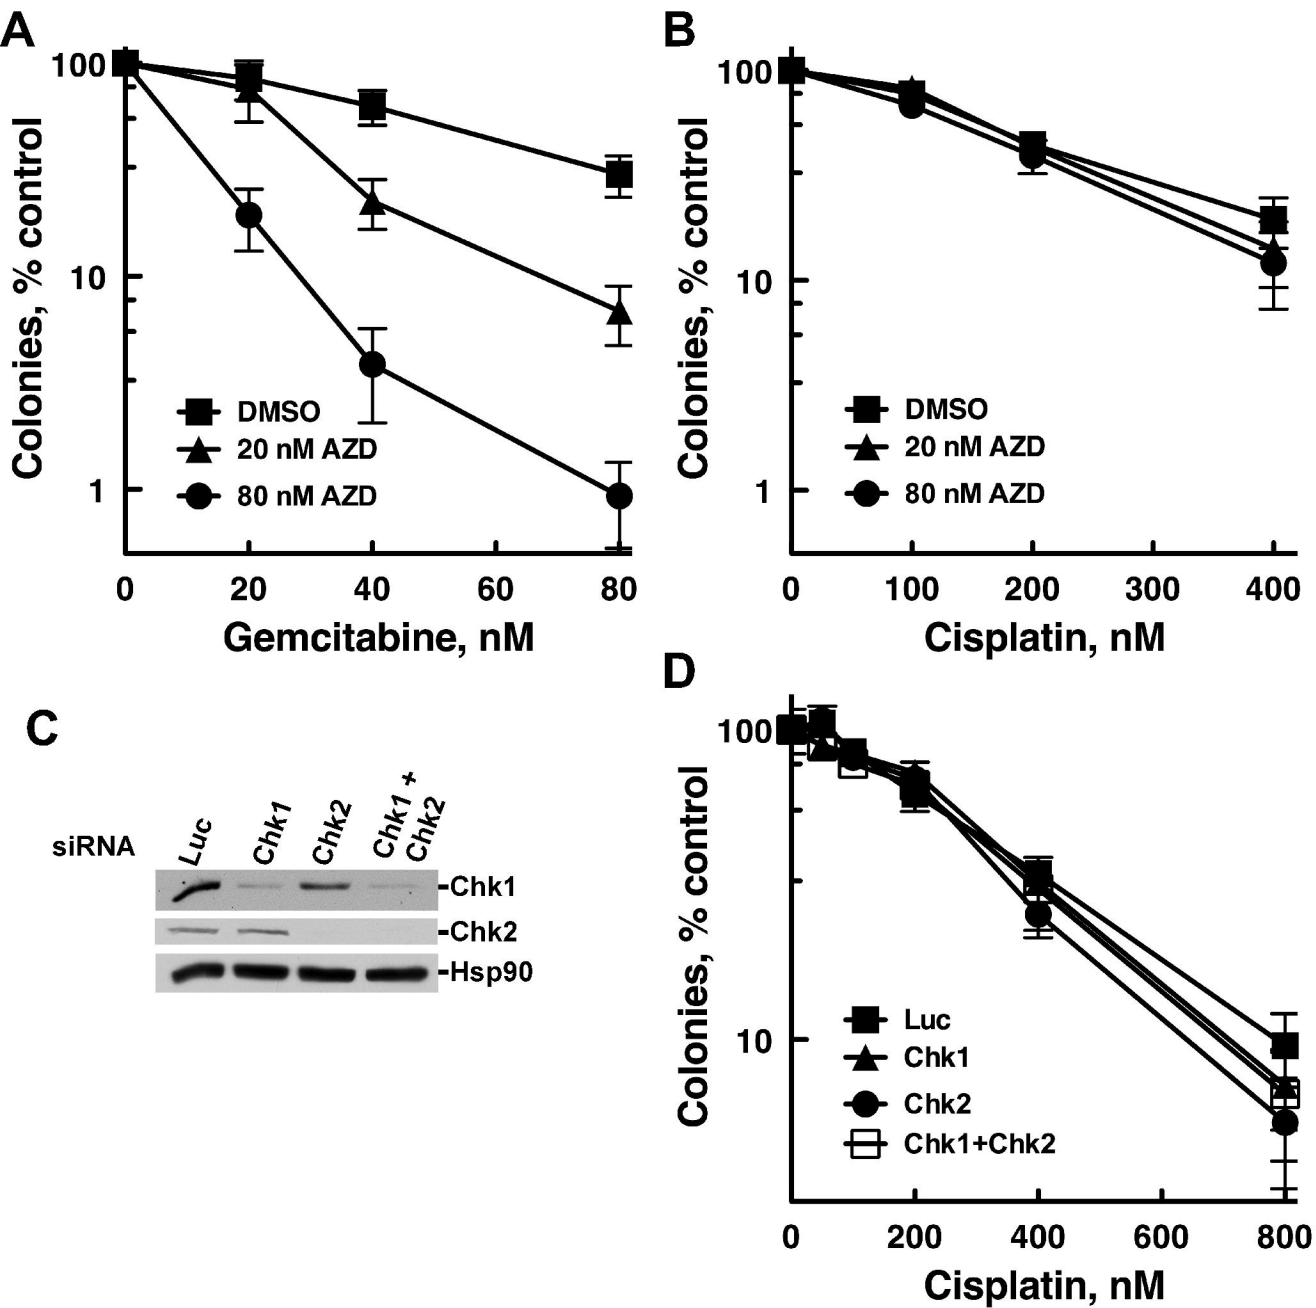 A
Colonies, % control
100
10
1
DMSO
20 nM AZD
80 nM AZD
0 20 40 60 80
Gemcitabine, nM
B
Colonies, % control
100
10
1
DMSO
20 nM AZD
80 nM AZD
0 100 200 300 400
Cisplatin, nM
C
siRNA
Luc
Chk1
Chk2
Chk1 +
Chk2
Chk1
Chk2
Hsp90
D
Colonies, % control
100
10
Luc
Chk1
Chk2
Chk1+Chk2
0 200 400 600 800
Cisplatin, nM